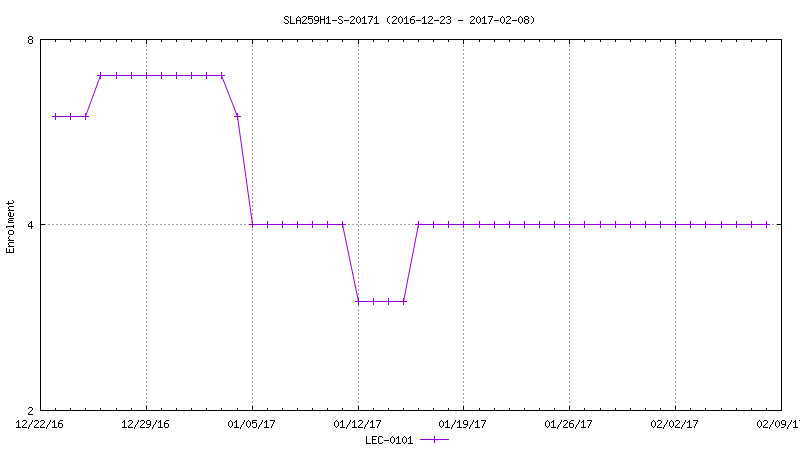 SLA259H1-S-20171 (2016-12-23 - 2017-02-08)
8
Enrolment
4
2
12/22/16 12/29/16 01/05/17 01/12/17 01/19/17 01/26/17 02/02/17 02/09/1
LEC-0101